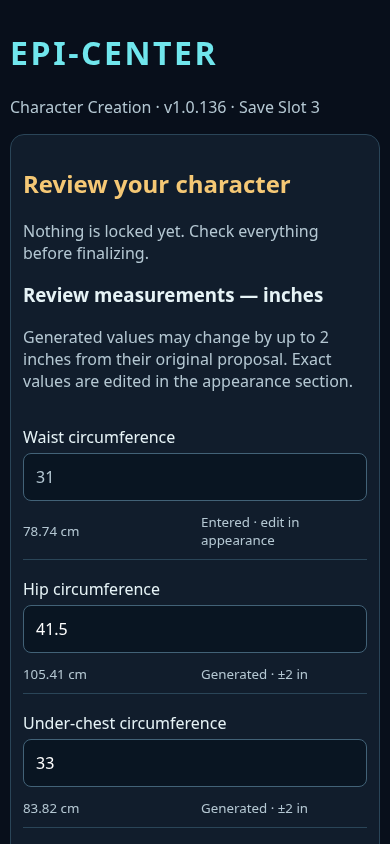 EPI-CENTER
Character Creation · v1.0.136 · Save Slot 3
Review your character
Nothing is locked yet. Check everything
before finalizing.
Review measurements — inches
Generated values may change by up to 2
inches from their original proposal. Exact
values are edited in the appearance section.
Waist circumference
31
78.74 cm
Entered · edit in
appearance
Hip circumference
41.5
105.41 cm
Generated · ±2 in
Under-chest circumference
33
83.82 cm
Generated · ±2 in